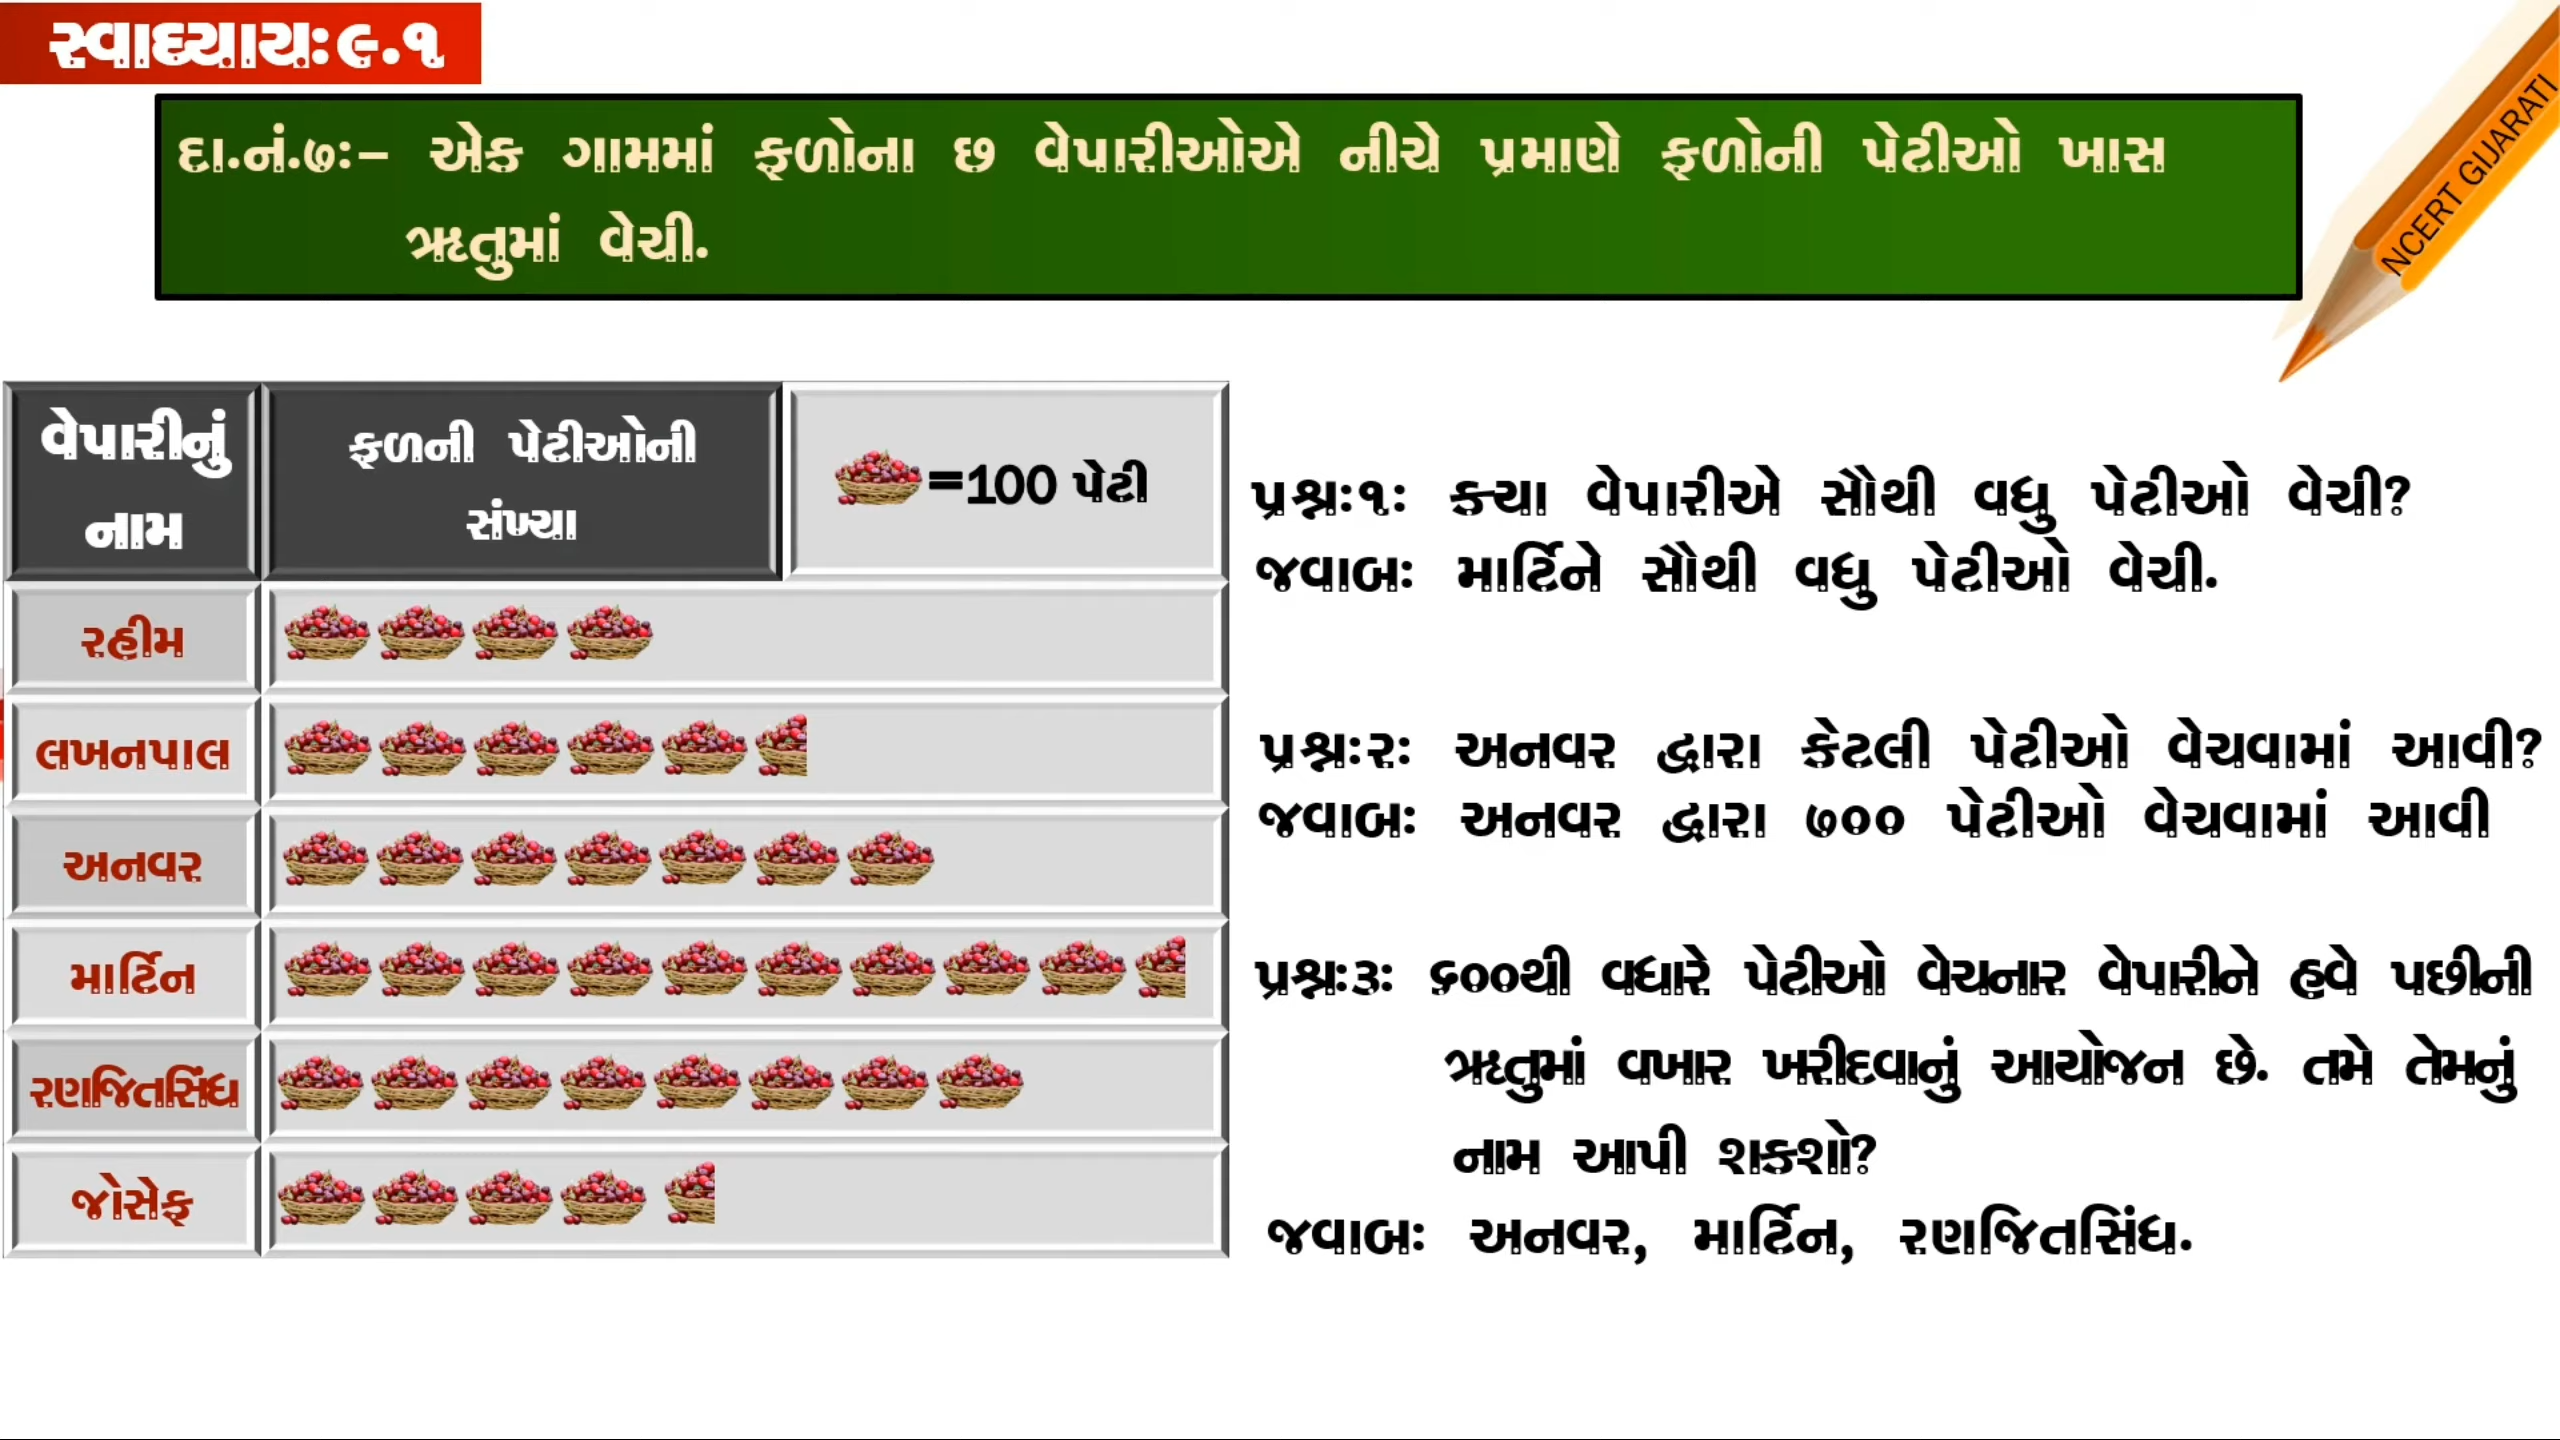 સ્વાધ્યાયઃ૯.૧
NCERT GIJARATI
દા.નં.૭ઃ– એક ગામમાં ફળોના છ વેપારીઓએ નીચે પ્રમાણે ફળોની પેટીઓ ખાસ
ઋતુમાં વેચી.
વેપારીનું
નામ
ફળની પેટીઓની
સંખ્યા
=100 પેટી
રહીમ
લખનપાલ
અનવર
માર્ટિન
રણજિતસિંઘ
જોસેફ
પ્રશ્નઃ૧ઃ ક્યા વેપારીએ સૌથી વધુ પેટીઓ વેચી?
જવાબઃ માર્ટિને સૌથી વધુ પેટીઓ વેચી.
પ્રશ્નઃ૨ઃ અનવર દ્વારા કેટલી પેટીઓ વેચવામાં આવી?
જવાબઃ અનવર દ્વારા ૭૦૦ પેટીઓ વેચવામાં આવી
પ્રશ્નઃ૩ઃ ૬૦૦થી વધારે પેટીઓ વેચનાર વેપારીને હવે પછીની
ઋતુમાં વખાર ખરીદવાનું આયોજન છે. તમે તેમનું
નામ આપી શકશો?
જવાબઃ અનવર, માર્ટિન, રણજિતસિંઘ.